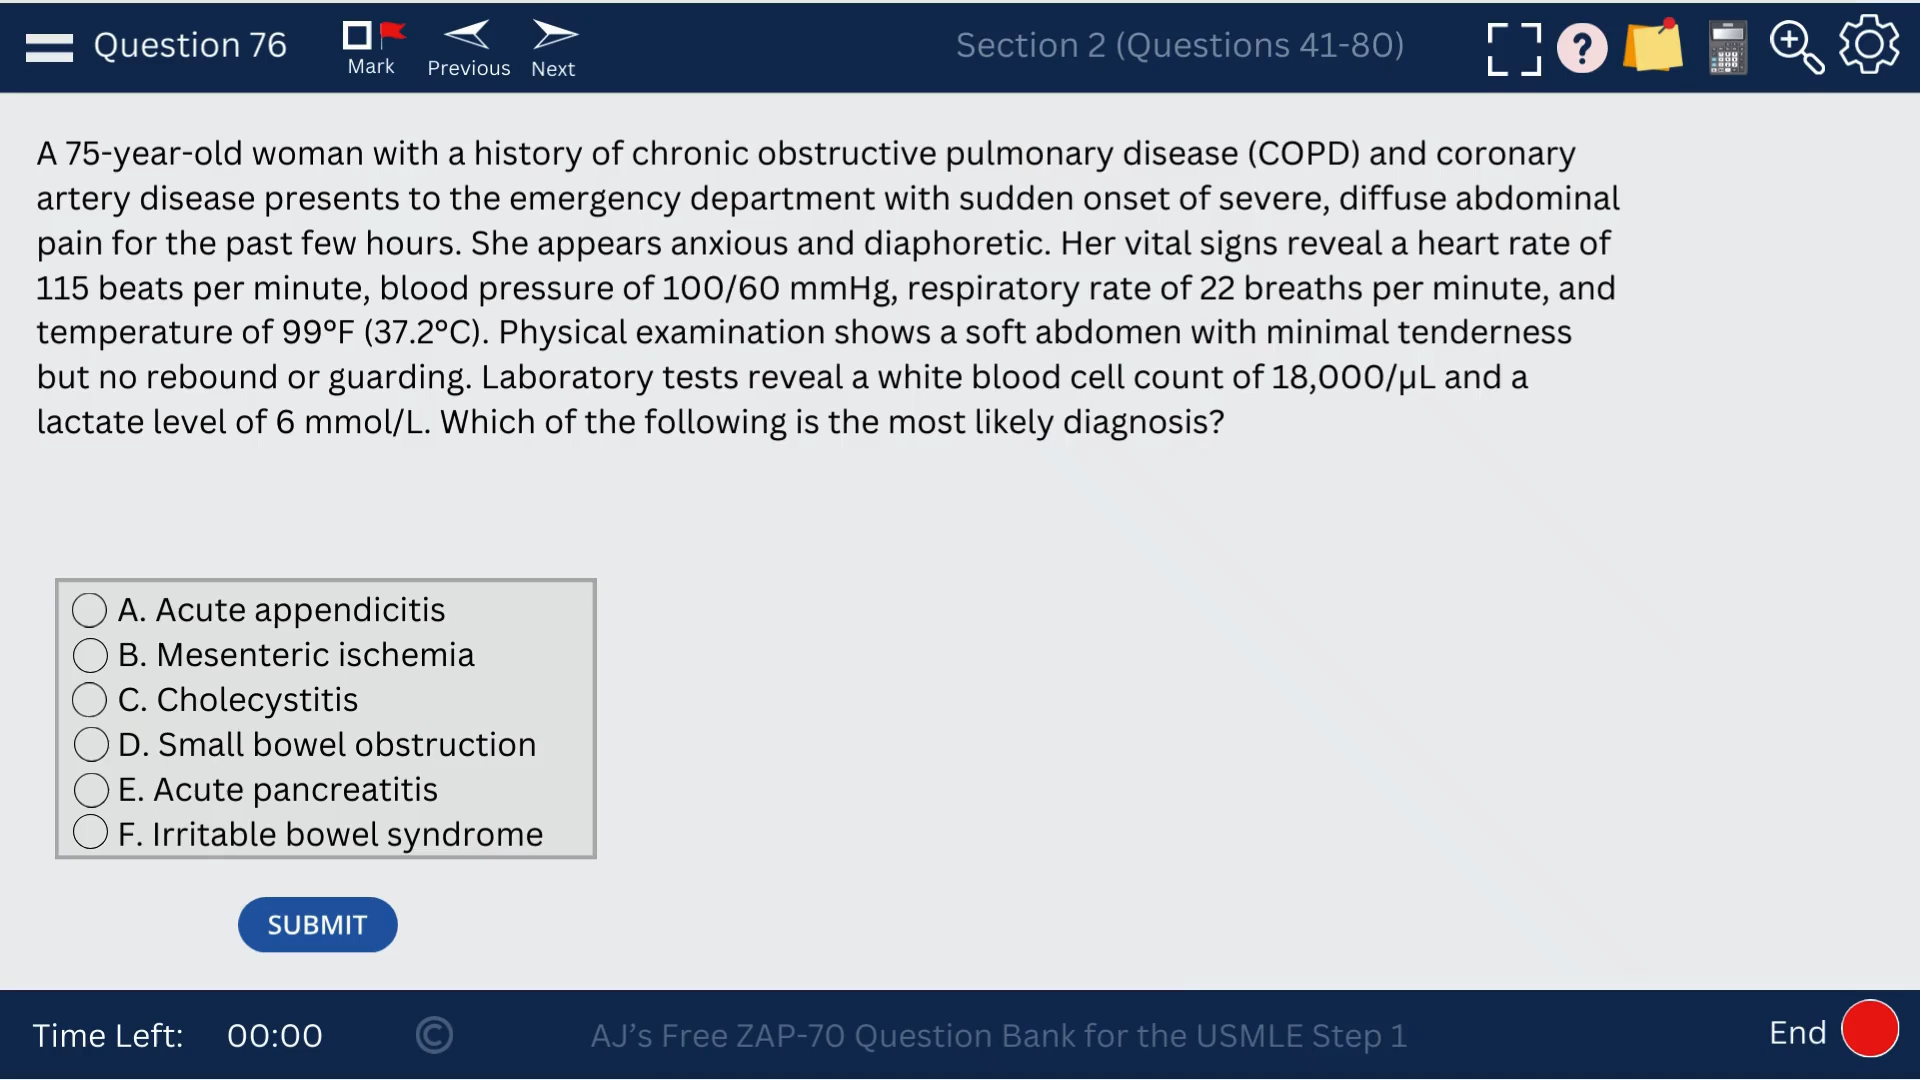 Question 76
Mark
Previous
Next
Section 2 (Questions 41-80)
?
A 75-year-old woman with a history of chronic obstructive pulmonary disease (COPD) and coronary
artery disease presents to the emergency department with sudden onset of severe, diffuse abdominal
pain for the past few hours. She appears anxious and diaphoretic. Her vital signs reveal a heart rate of
115 beats per minute, blood pressure of 100/60 mmHg, respiratory rate of 22 breaths per minute, and
temperature of 99°F (37.2°C). Physical examination shows a soft abdomen with minimal tenderness
but no rebound or guarding. Laboratory tests reveal a white blood cell count of 18,000/µL and a
lactate level of 6 mmol/L. Which of the following is the most likely diagnosis?
A. Acute appendicitis
B. Mesenteric ischemia
C. Cholecystitis
D. Small bowel obstruction
E. Acute pancreatitis
F. Irritable bowel syndrome
SUBMIT
Time Left: 00:00
©
AJ’s Free ZAP-70 Question Bank for the USMLE Step 1
End